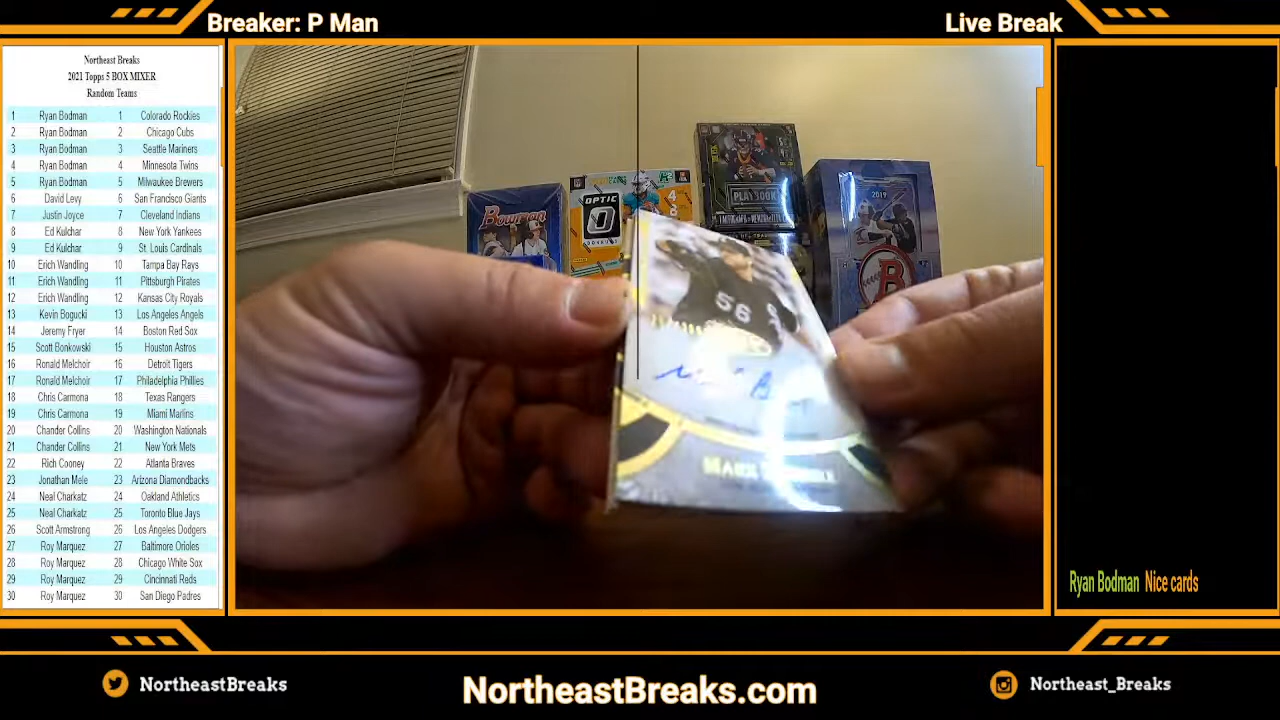 Breaker: P Man
Live Break
Northeast Breaks
2021 Topps 5 BOX MIXER
Random Teams
1 Ryan Bodman 1 Colorado Rockies
2 Ryan Bodman 2 Chicago Cubs
3 Ryan Bodman 3 Seattle Mariners
4 Ryan Bodman 4 Minnesota Twins
5 Ryan Bodman 5 Milwaukee Brewers
6 David Levy 6 San Francisco Giants
7 Justin Joyce 7 Cleveland Indians
8 Ed Kulchar 8 New York Yankees
9 Ed Kulchar 9 St. Louis Cardinals
10 Erich Wandling 10 Tampa Bay Rays
11 Erich Wandling 11 Pittsburgh Pirates
12 Erich Wandling 12 Kansas City Royals
13 Kevin Bogucki 13 Los Angeles Angels
14 Jeremy Fryer 14 Boston Red Sox
15 Scott Bonkowski 15 Houston Astros
16 Ronald Melchoir 16 Detroit Tigers
17 Ronald Melchoir 17 Philadelphia Phillies
18 Chris Carmona 18 Texas Rangers
19 Chris Carmona 19 Miami Marlins
20 Chander Collins 20 Washington Nationals
21 Chander Collins 21 New York Mets
22 Rich Cooney 22 Atlanta Braves
23 Jonathan Mele 23 Arizona Diamondbacks
24 Neal Charkatz 24 Oakland Athletics
25 Neal Charkatz 25 Toronto Blue Jays
26 Scott Armstrong 26 Los Angeles Dodgers
27 Roy Marquez 27 Baltimore Orioles
28 Roy Marquez 28 Chicago White Sox
29 Roy Marquez 29 Cincinnati Reds
30 Roy Marquez 30 San Diego Padres
Bowman
OPTIC
PLAYBOOK
2019
B
56
MARK
Ryan Bodman Nice cards
NortheastBreaks
NortheastBreaks.com
Northeast_Breaks